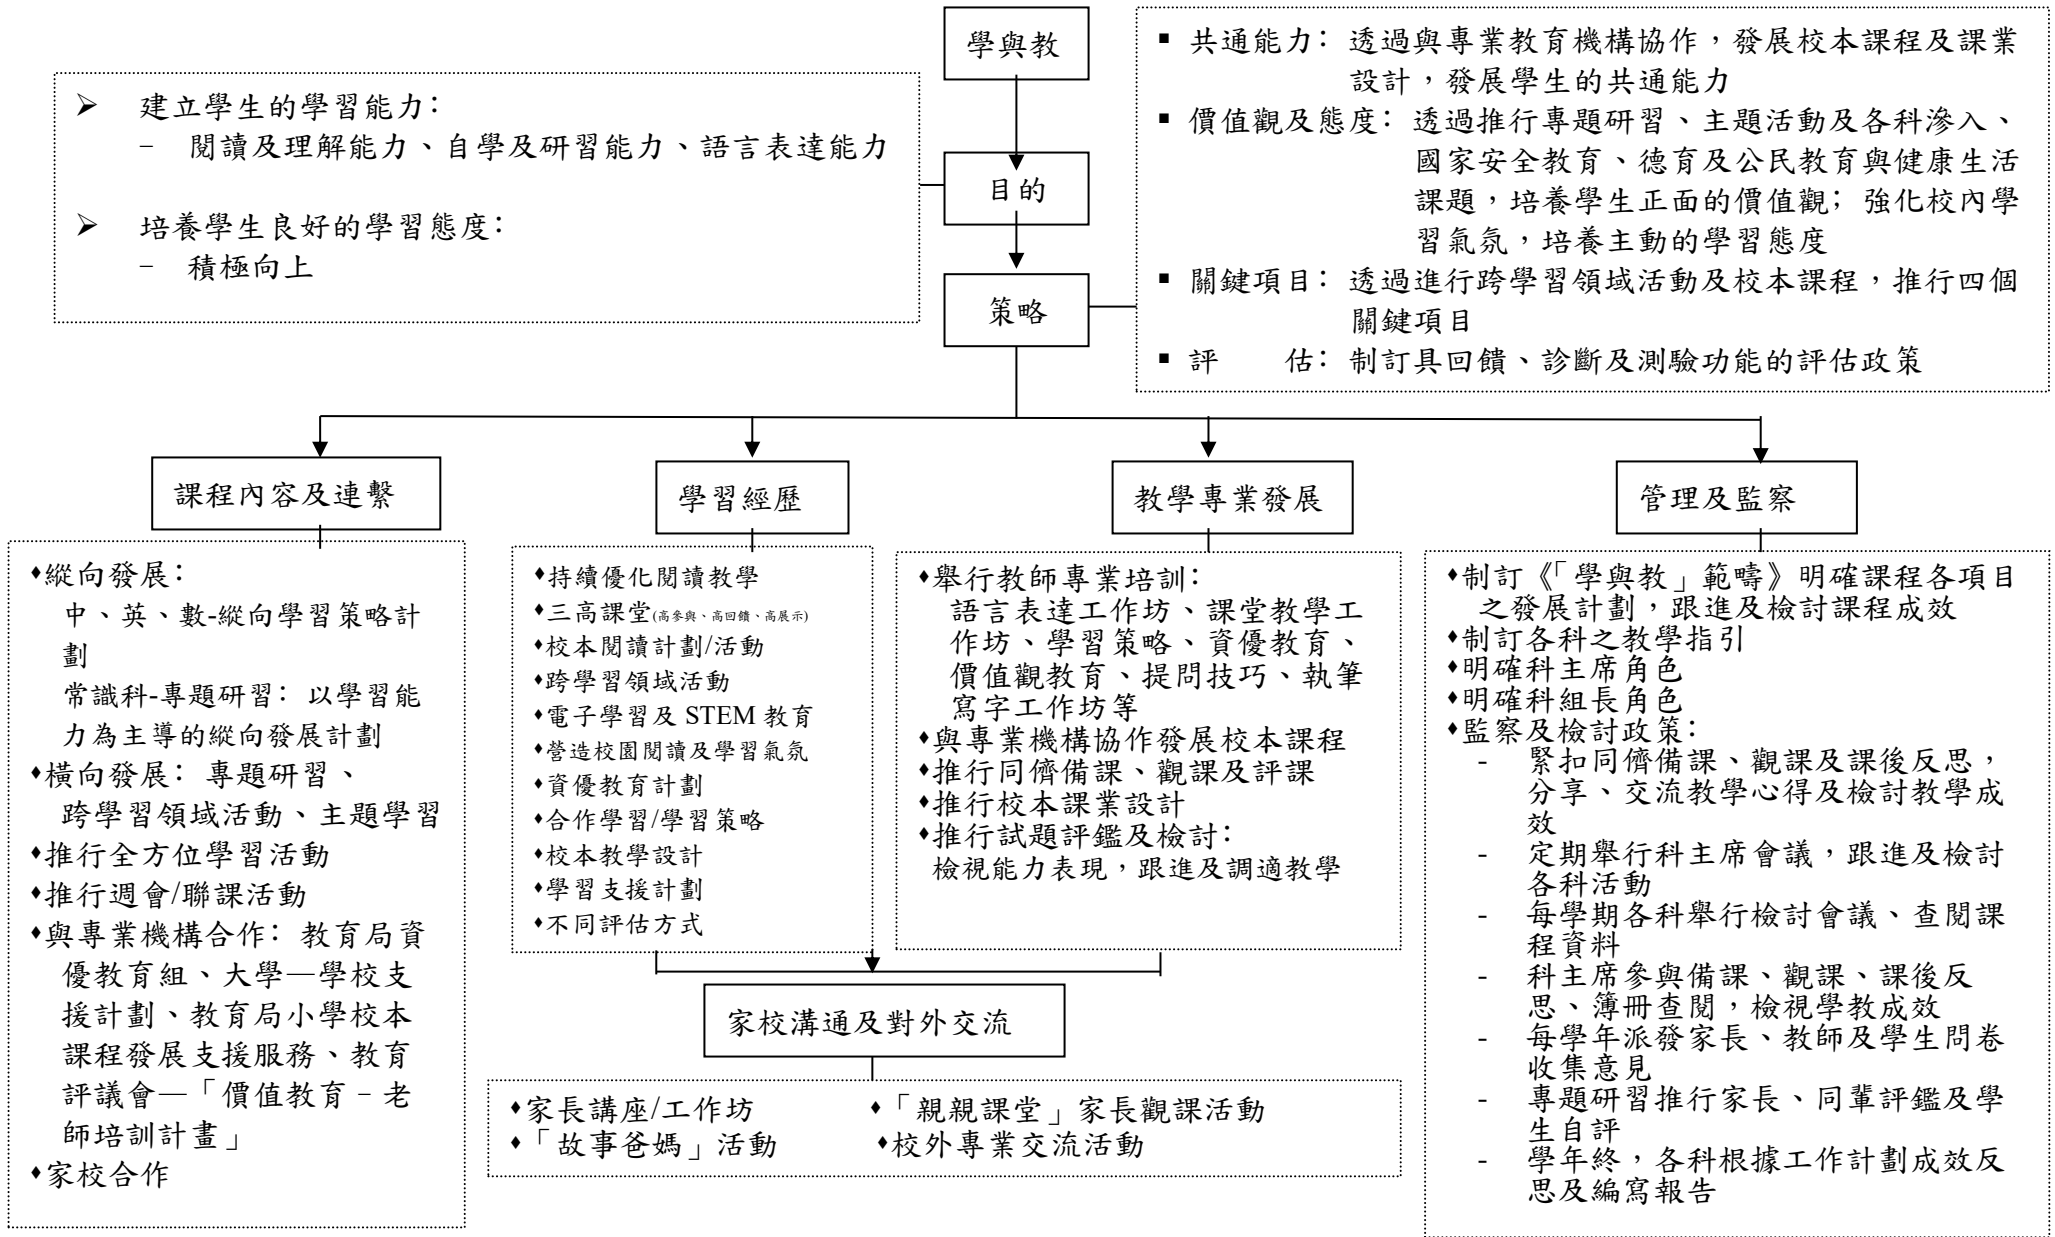 學與教
➢ 建立學生的學習能力：
– 閱讀及理解能力、自學及研習能力、語言表達能力
➢ 培養學生良好的學習態度：
– 積極向上
目的
策略
▪ 共通能力：透過與專業教育機構協作，發展校本課程及課業
設計，發展學生的共通能力
▪ 價值觀及態度：透過推行專題研習、主題活動及各科滲入、
國家安全教育、德育及公民教育與健康生活
課題，培養學生正面的價值觀；強化校內學
習氣氛，培養主動的學習態度
▪ 關鍵項目：透過進行跨學習領域活動及校本課程，推行四個
關鍵項目
▪ 評　　估：制訂具回饋、診斷及測驗功能的評估政策
課程內容及連繫
♦縱向發展：
中、英、數-縱向學習策略計
劃
常識科-專題研習：以學習能
力為主導的縱向發展計劃
♦橫向發展：專題研習、
跨學習領域活動、主題學習
♦推行全方位學習活動
♦推行週會/聯課活動
♦與專業機構合作：教育局資
優教育組、大學—學校支
援計劃、教育局小學校本
課程發展支援服務、教育
評議會—「價值教育–老
師培訓計畫」
♦家校合作
學習經歷
♦持續優化閱讀教學
♦三高課堂(高參與、高回饋、高展示)
♦校本閱讀計劃/活動
♦跨學習領域活動
♦電子學習及 STEM 教育
♦營造校園閱讀及學習氣氛
♦資優教育計劃
♦合作學習/學習策略
♦校本教學設計
♦學習支援計劃
♦不同評估方式
教學專業發展
♦舉行教師專業培訓：
語言表達工作坊、課堂教學工
作坊、學習策略、資優教育、
價值觀教育、提問技巧、執筆
寫字工作坊等
♦與專業機構協作發展校本課程
♦推行同儕備課、觀課及評課
♦推行校本課業設計
♦推行試題評鑑及檢討：
檢視能力表現，跟進及調適教學
管理及監察
♦制訂《「學與教」範疇》明確課程各項目
之發展計劃，跟進及檢討課程成效
♦制訂各科之教學指引
♦明確科主席角色
♦明確科組長角色
♦監察及檢討政策：
- 緊扣同儕備課、觀課及課後反思，
分享、交流教學心得及檢討教學成
效
- 定期舉行科主席會議，跟進及檢討
各科活動
- 每學期各科舉行檢討會議、查閱課
程資料
- 科主席參與備課、觀課、課後反
思、簿冊查閱，檢視學教成效
- 每學年派發家長、教師及學生問卷
收集意見
- 專題研習推行家長、同輩評鑑及學
生自評
- 學年終，各科根據工作計劃成效反
思及編寫報告
家校溝通及對外交流
♦家長講座/工作坊 ♦「親親課堂」家長觀課活動
♦「故事爸媽」活動 ♦校外專業交流活動